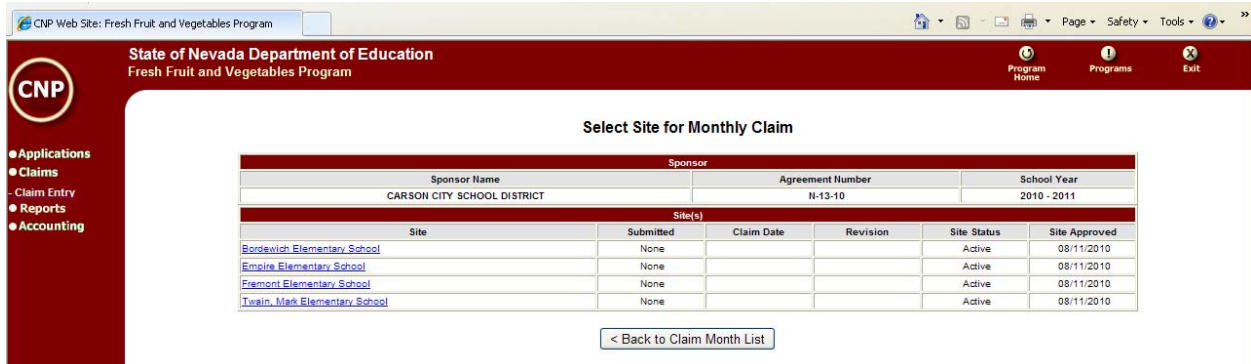 CNP Web Site: Fresh Fruit and Vegetables Program
Page Safety Tools »
State of Nevada Department of Education
Fresh Fruit and Vegetables Program
Program Home Programs Exit
CNP
Applications
Claims
- Claim Entry
Reports
Accounting
Select Site for Monthly Claim
Sponsor
Sponsor Name Agreement Number School Year
CARSON CITY SCHOOL DISTRICT N-13-10 2010 - 2011
Site(s)
Site Submitted Claim Date Revision Site Status Site Approved
Bordewich Elementary School None Active 08/11/2010
Empire Elementary School None Active 08/11/2010
Fremont Elementary School None Active 08/11/2010
Twain, Mark Elementary School None Active 08/11/2010
< Back to Claim Month List